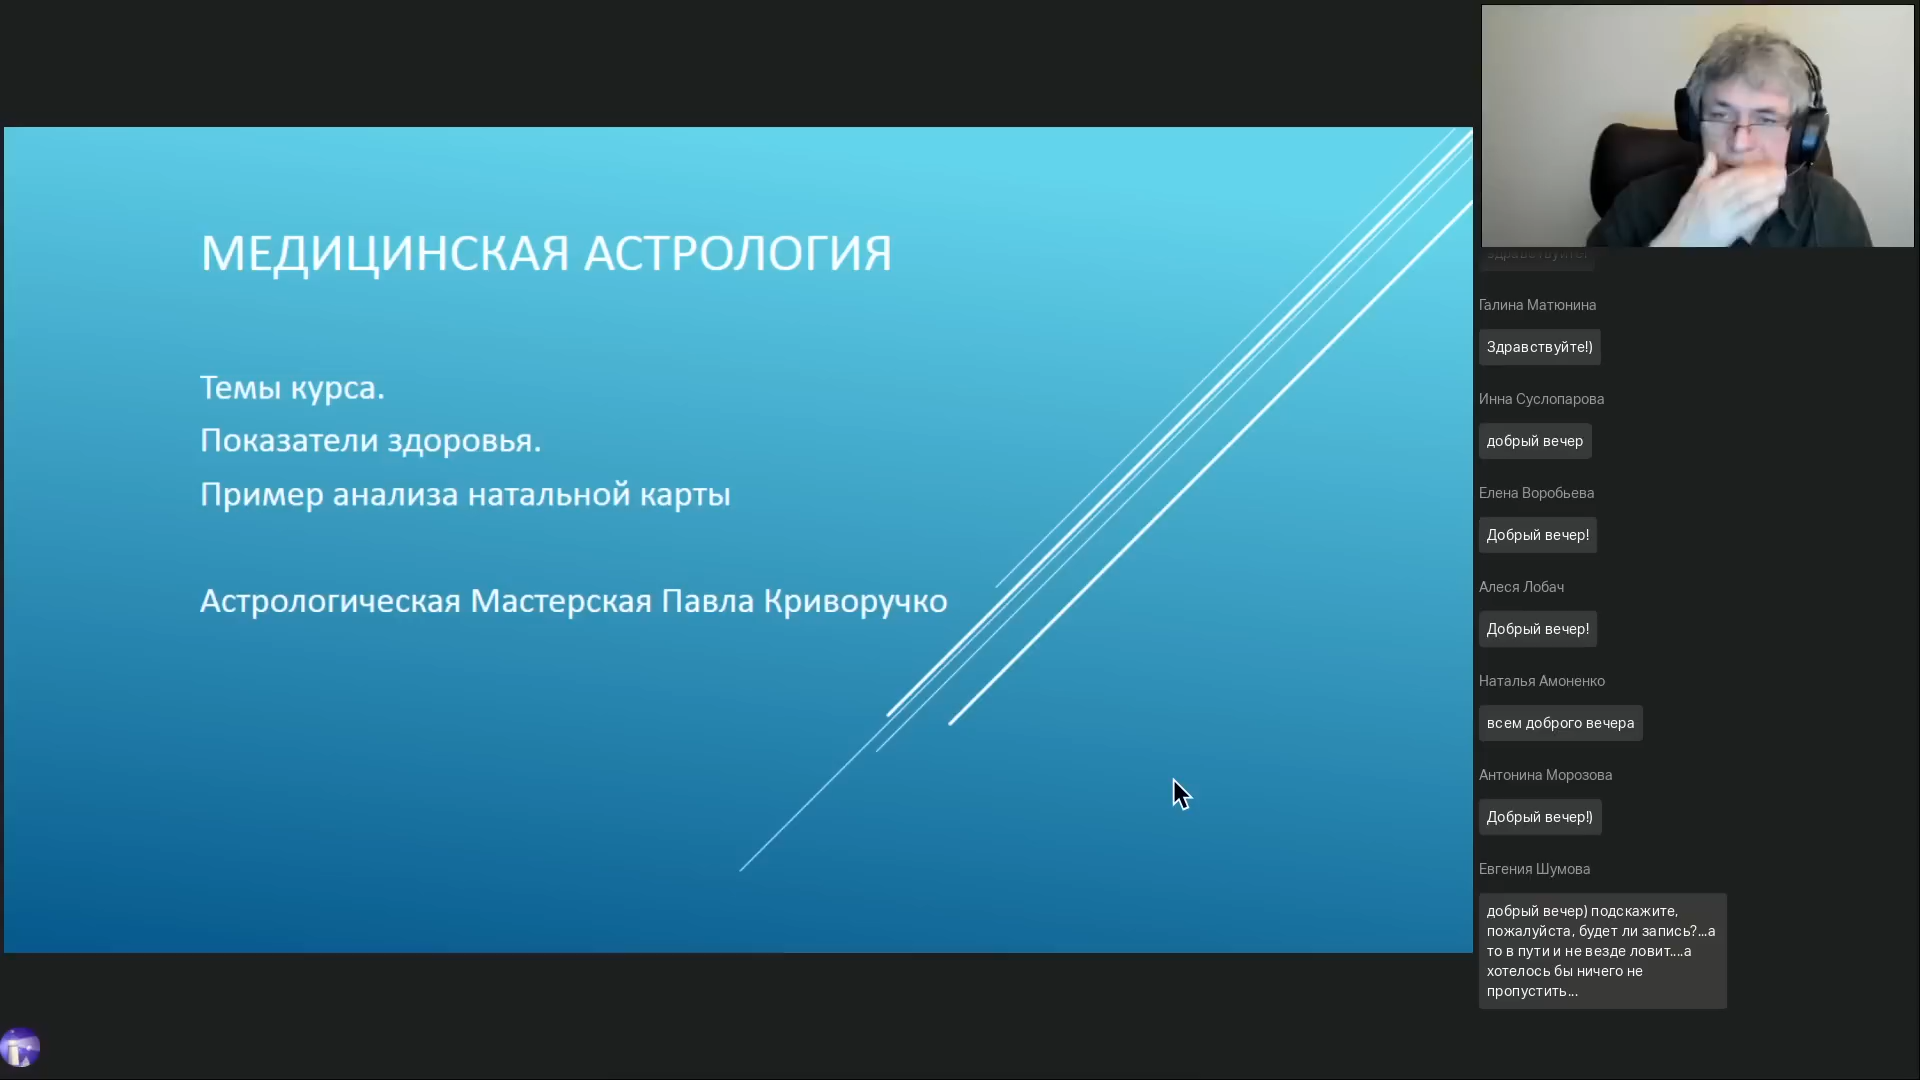 МЕДИЦИНСКАЯ АСТРОЛОГИЯ
Темы курса.
Показатели здоровья.
Пример анализа натальной карты
Астрологическая Мастерская Павла Криворучко
здравствуйте!
Галина Матюнина
Здравствуйте!)
Инна Суслопарова
добрый вечер
Елена Воробьева
Добрый вечер!
Алеся Лобач
Добрый вечер!
Наталья Амоненко
всем доброго вечера
Антонина Морозова
Добрый вечер!)
Евгения Шумова
добрый вечер) подскажите,
пожалуйста, будет ли запись?...а
то в пути и не везде ловит....а
хотелось бы ничего не
пропустить...